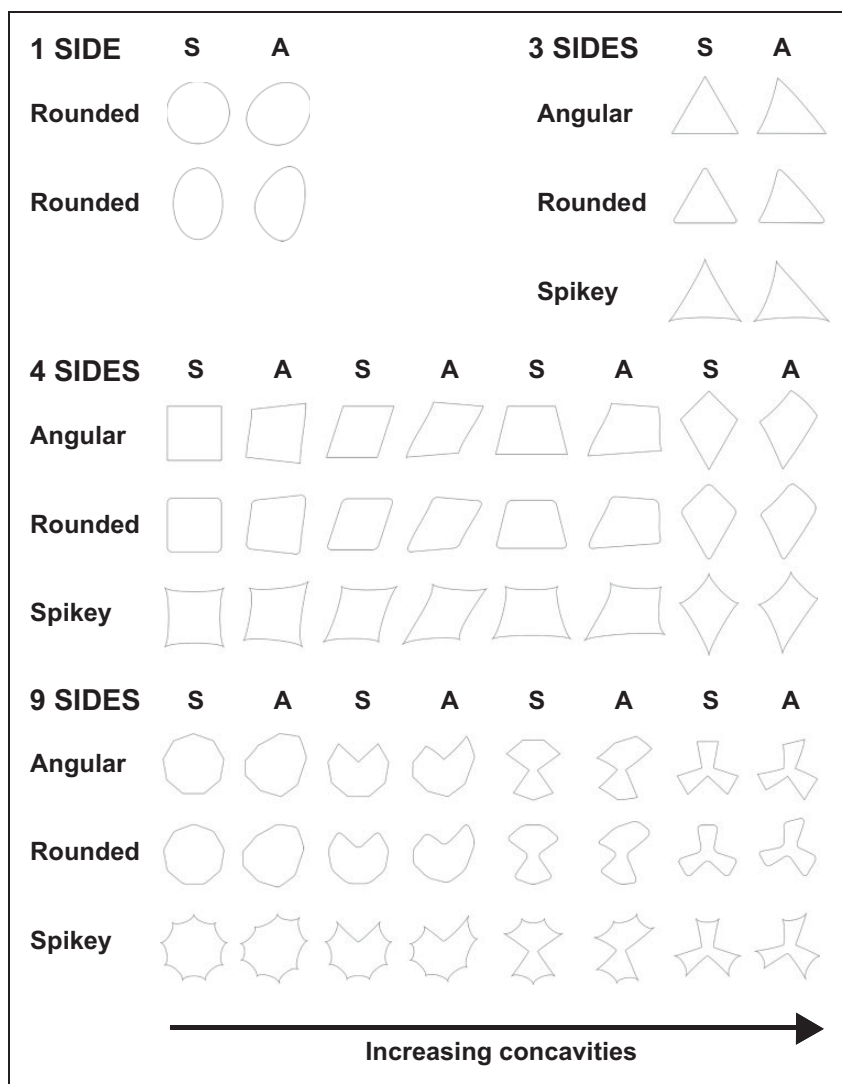 1 SIDE S A
Rounded
Rounded
3 SIDES S A
Angular
Rounded
Spikey
4 SIDES S A S A S A S A
Angular
Rounded
Spikey
9 SIDES S A S A S A S A
Angular
Rounded
Spikey
Increasing concavities